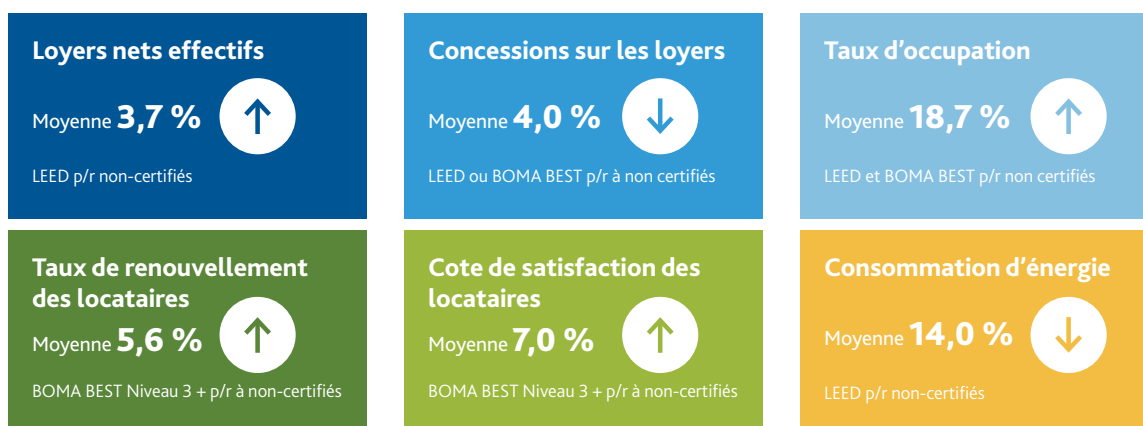 Loyers nets effectifs
Moyenne 3,7 %
LEED p/r non-certifiés
Concessions sur les loyers
Moyenne 4,0 %
LEED ou BOMA BEST p/r à non certifiés
Taux d’occupation
Moyenne 18,7 %
LEED et BOMA BEST p/r non certifiés
Taux de renouvellement
des locataires
Moyenne 5,6 %
BOMA BEST Niveau 3 + p/r à non-certifiés
Cote de satisfaction des
locataires
Moyenne 7,0 %
BOMA BEST Niveau 3 + p/r à non-certifiés
Consommation d’énergie
Moyenne 14,0 %
LEED p/r non-certifiés